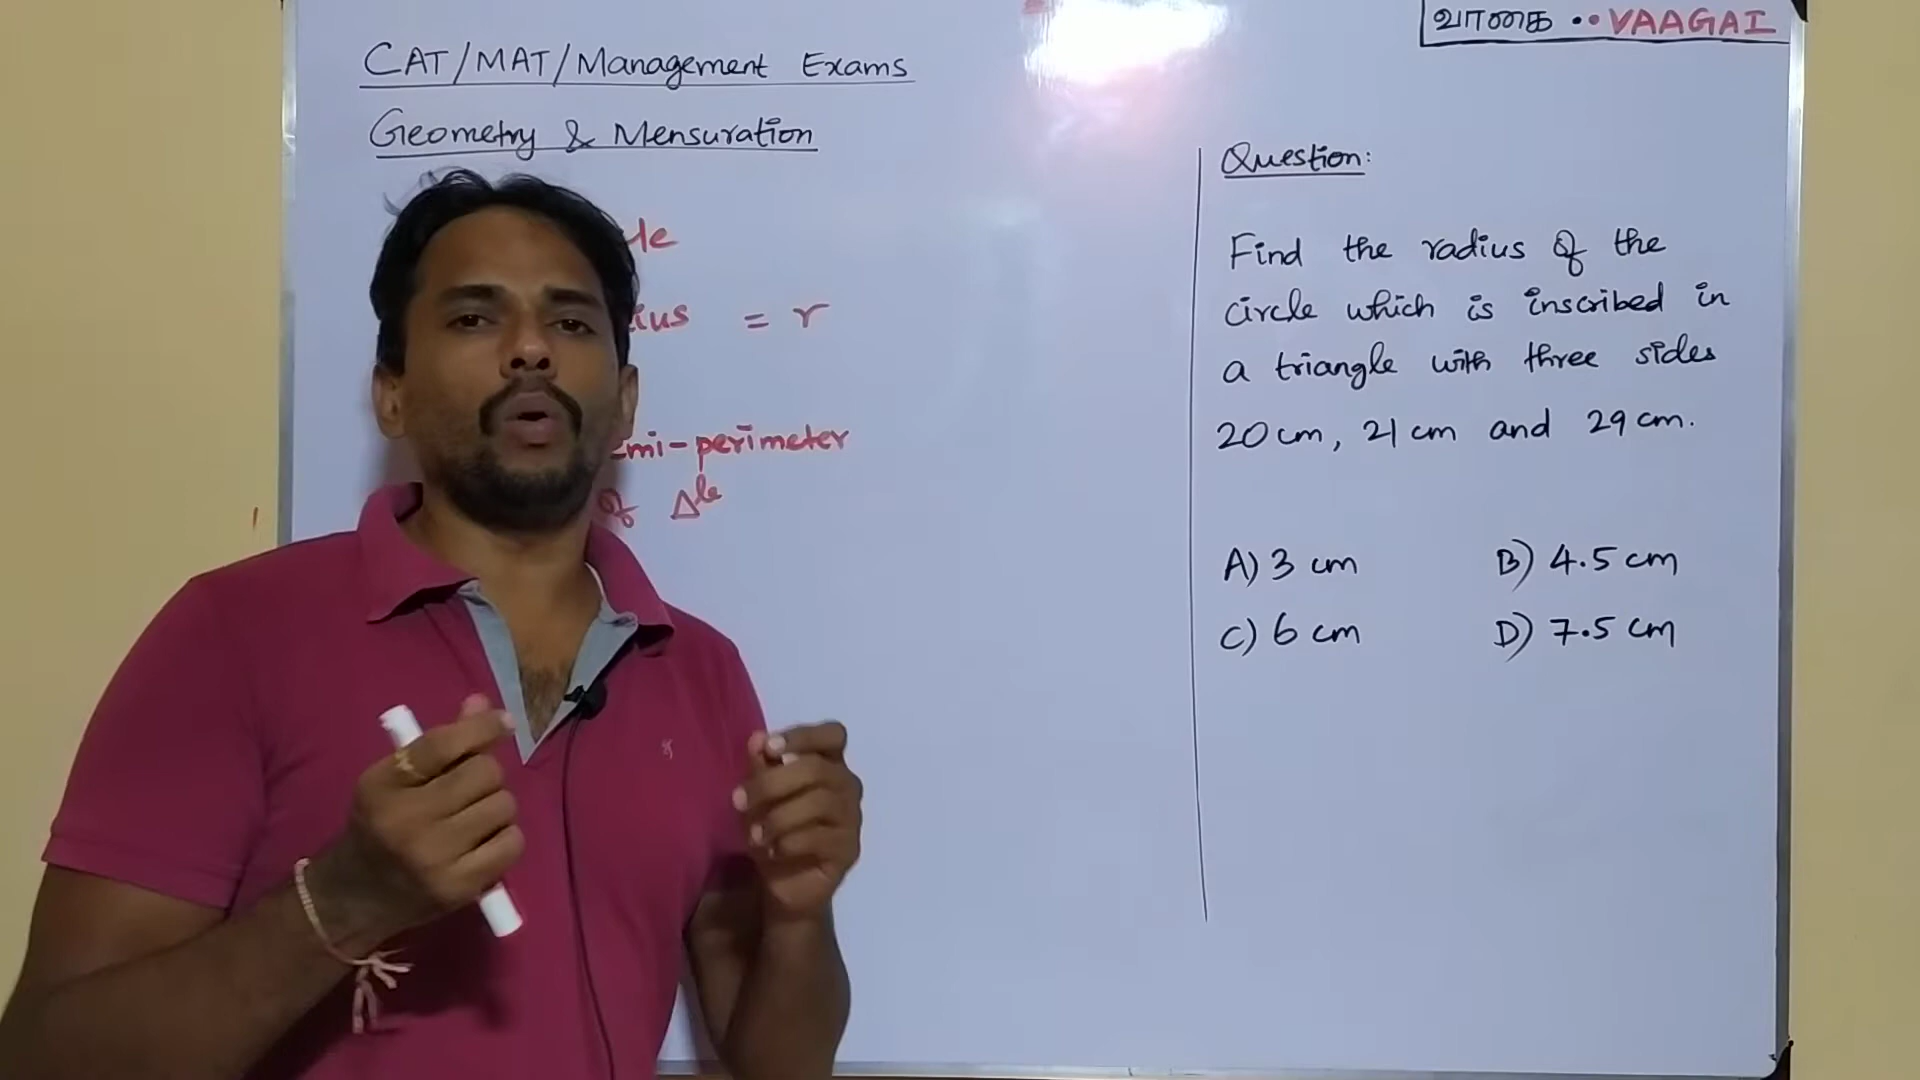 வாகை •• VAAGAI
CAT/MAT/Management Exams
Geometry & Mensuration
= r
of Δle
Question:
Find the radius of the
circle which is inscribed in
a triangle with three sides
20 cm, 21 cm and 29 cm.
A) 3 cm
B) 4.5 cm
C) 6 cm
D) 7.5 cm